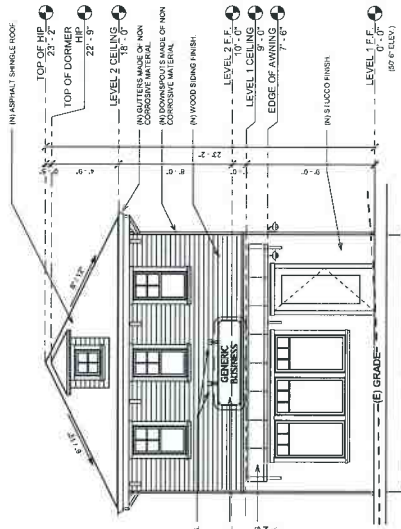 (N) ASPHALT SHINGLE ROOF
TOP OF HIP
23' - 2"
TOP OF DORMER
HIP
22' - 9"
LEVEL 2 CEILING
18' - 0"
(N) GUTTERS MADE OF NON
CORROSIVE MATERIAL
(N) DOWNSPOUTS MADE OF NON
CORROSIVE MATERIAL
(N) WOOD SIDING FINISH
LEVEL 2 F.F.
10' - 0"
LEVEL 1 CEILING
9' - 0"
EDGE OF AWNING
7' - 6"
(N) STUCCO FINISH
LEVEL 1 F.F.
0' - 0"
(50.6' ELEV.)
4' - 9"
8' - 0"
23' - 2"
9' - 0"
GENERIC
BUSINESS
(E) GRADE